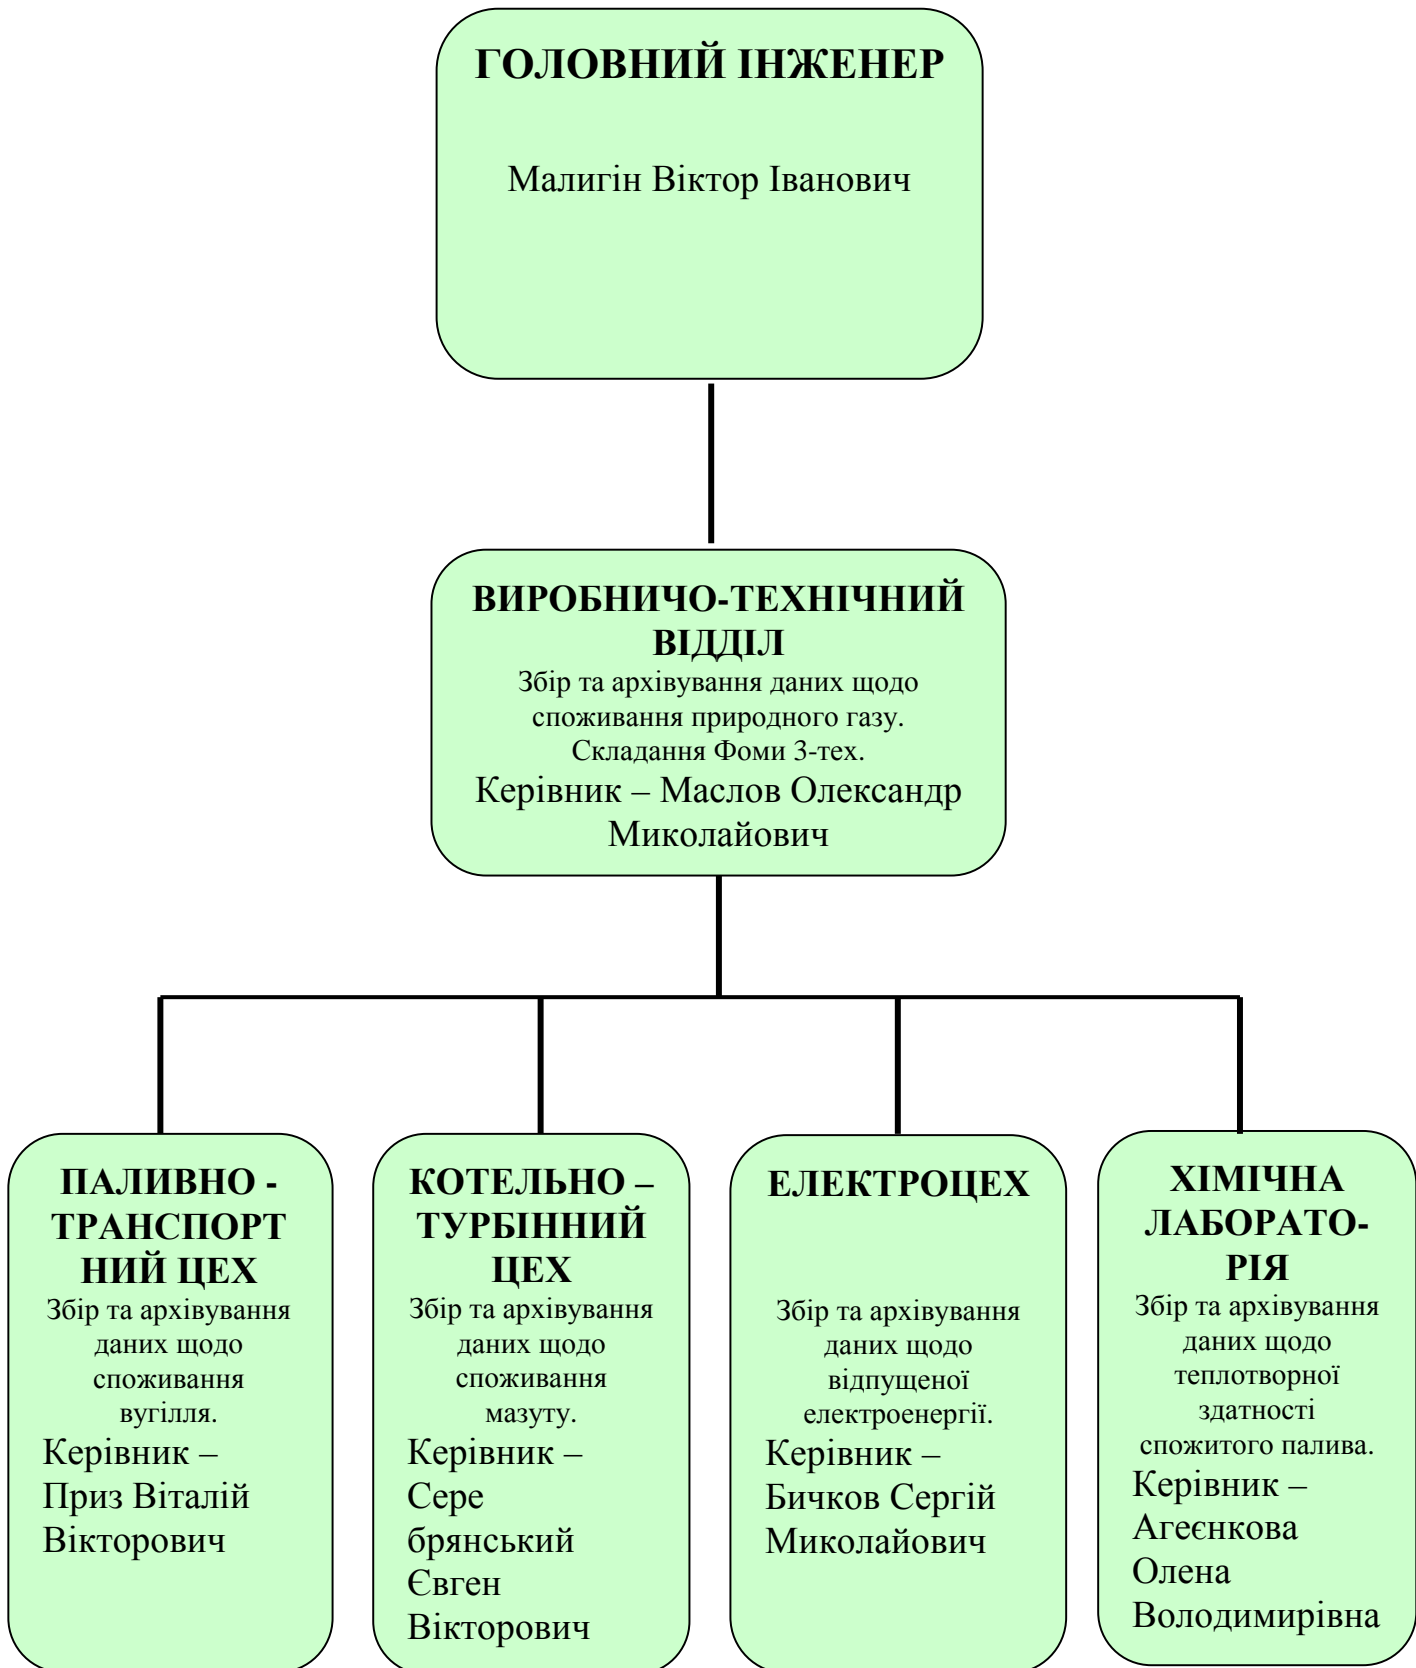 ГОЛОВНИЙ ІНЖЕНЕР
Малигін Віктор Іванович
ВИРОБНИЧО-ТЕХНІЧНИЙ
ВІДДІЛ
Збір та архівування даних щодо
споживання природного газу.
Складання Фоми 3-тех.
Керівник – Маслов Олександр
Миколайович
ПАЛИВНО -
ТРАНСПОРТ
НИЙ ЦЕХ
Збір та архівування
даних щодо
споживання
вугілля.
Керівник –
Приз Віталій
Вікторович
КОТЕЛЬНО –
ТУРБІННИЙ
ЦЕХ
Збір та архівування
даних щодо
споживання
мазуту.
Керівник –
Сере
брянський
Євген
Вікторович
ЕЛЕКТРОЦЕХ
Збір та архівування
даних щодо
відпущеної
електроенергії.
Керівник –
Бичков Сергій
Миколайович
ХІМІЧНА
ЛАБОРАТО-
РІЯ
Збір та архівування
даних щодо
теплотворної
здатності
спожитого палива.
Керівник –
Агеєнкова
Олена
Володимирівна